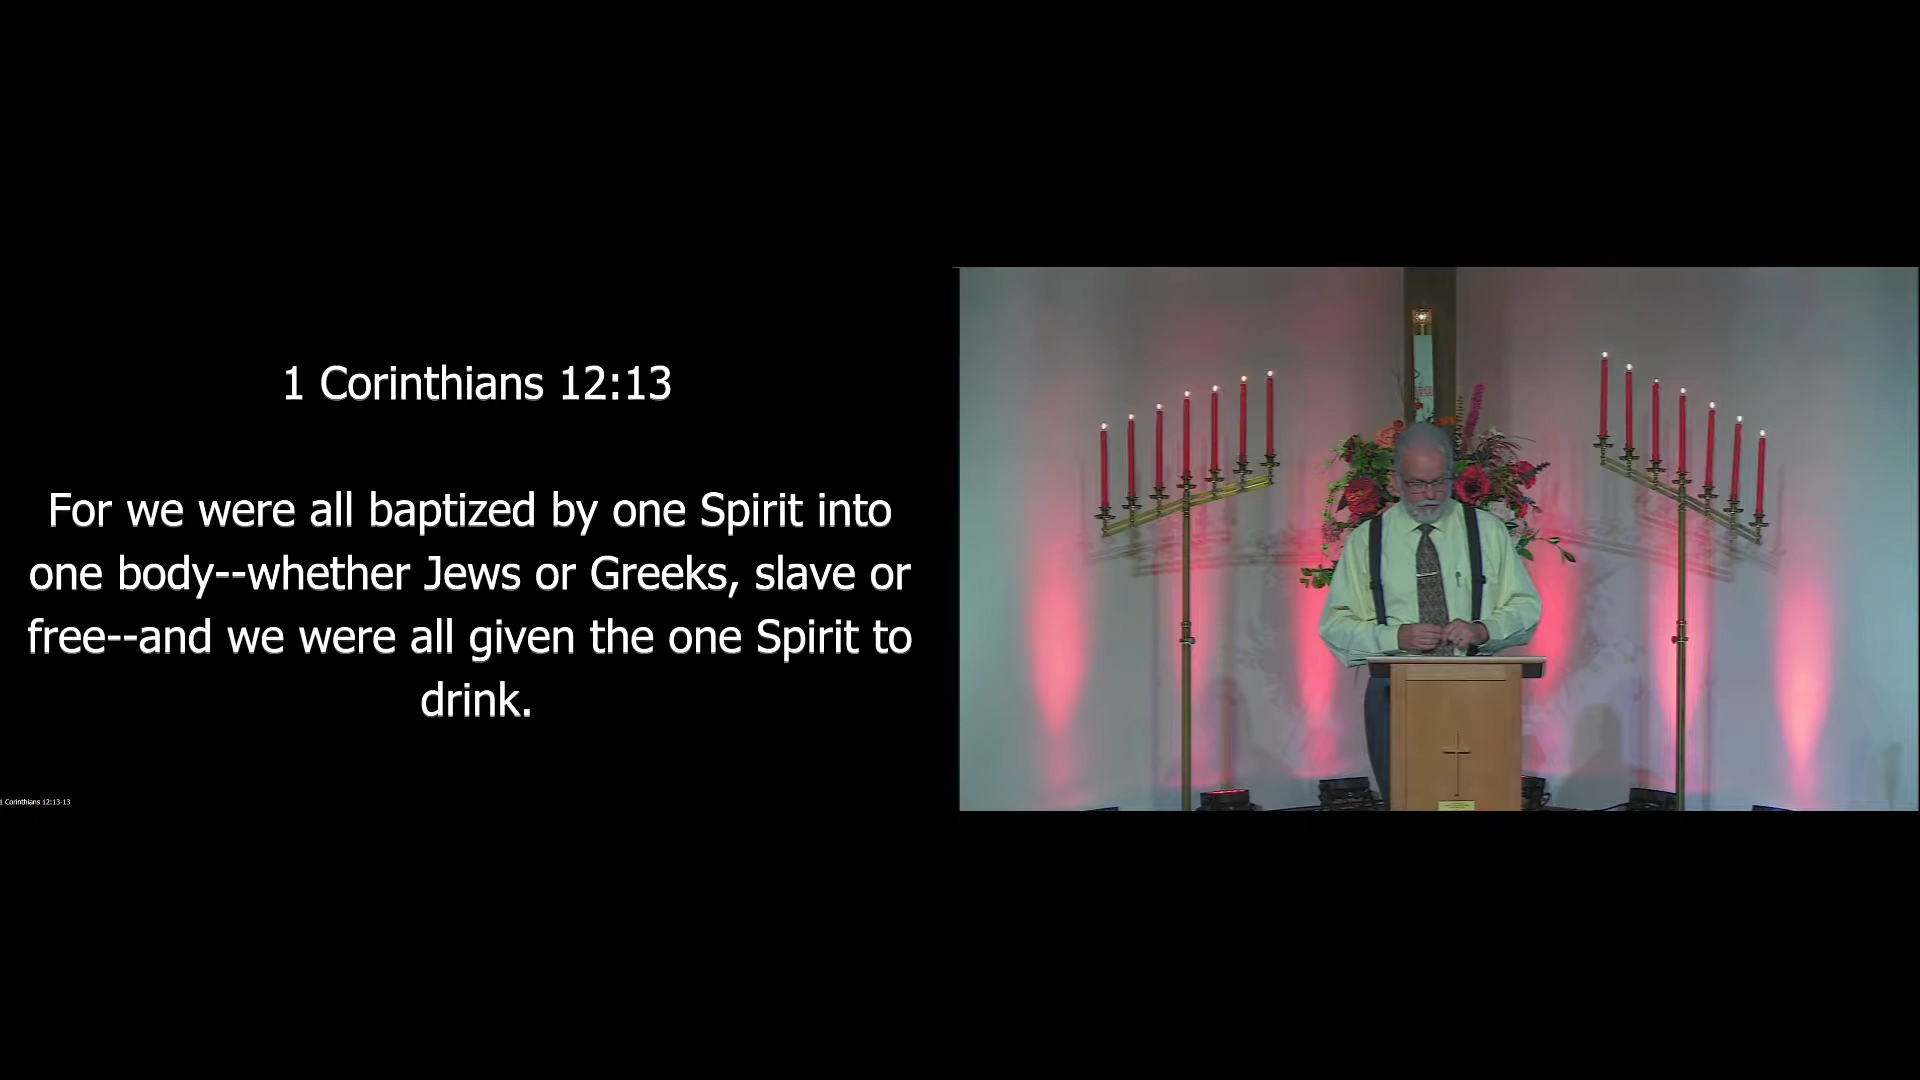 1 Corinthians 12:13
For we were all baptized by one Spirit into
one body--whether Jews or Greeks, slave or
free--and we were all given the one Spirit to
drink.
1 Corinthians 12:13-13